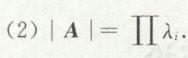 (2) | A | = ∏ λᵢ.